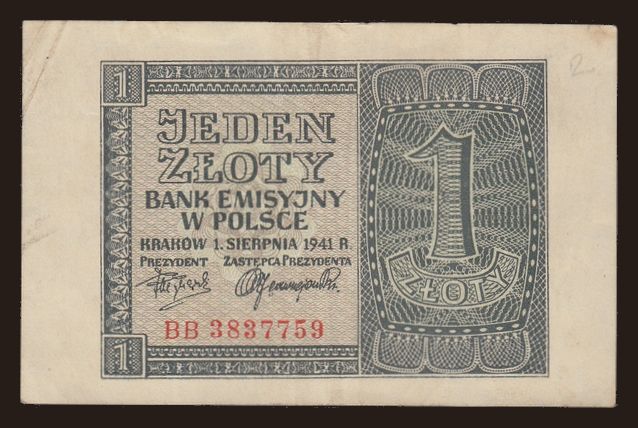 1
JEDEN
ZŁOTY
BANK EMISYJNY
W POLSCE
KRAKÓW 1. SIERPNIA 1941 R.
PREZYDENT ZASTĘPCA PREZYDENTA
BB 3837759
1
1
ZŁOTY
2